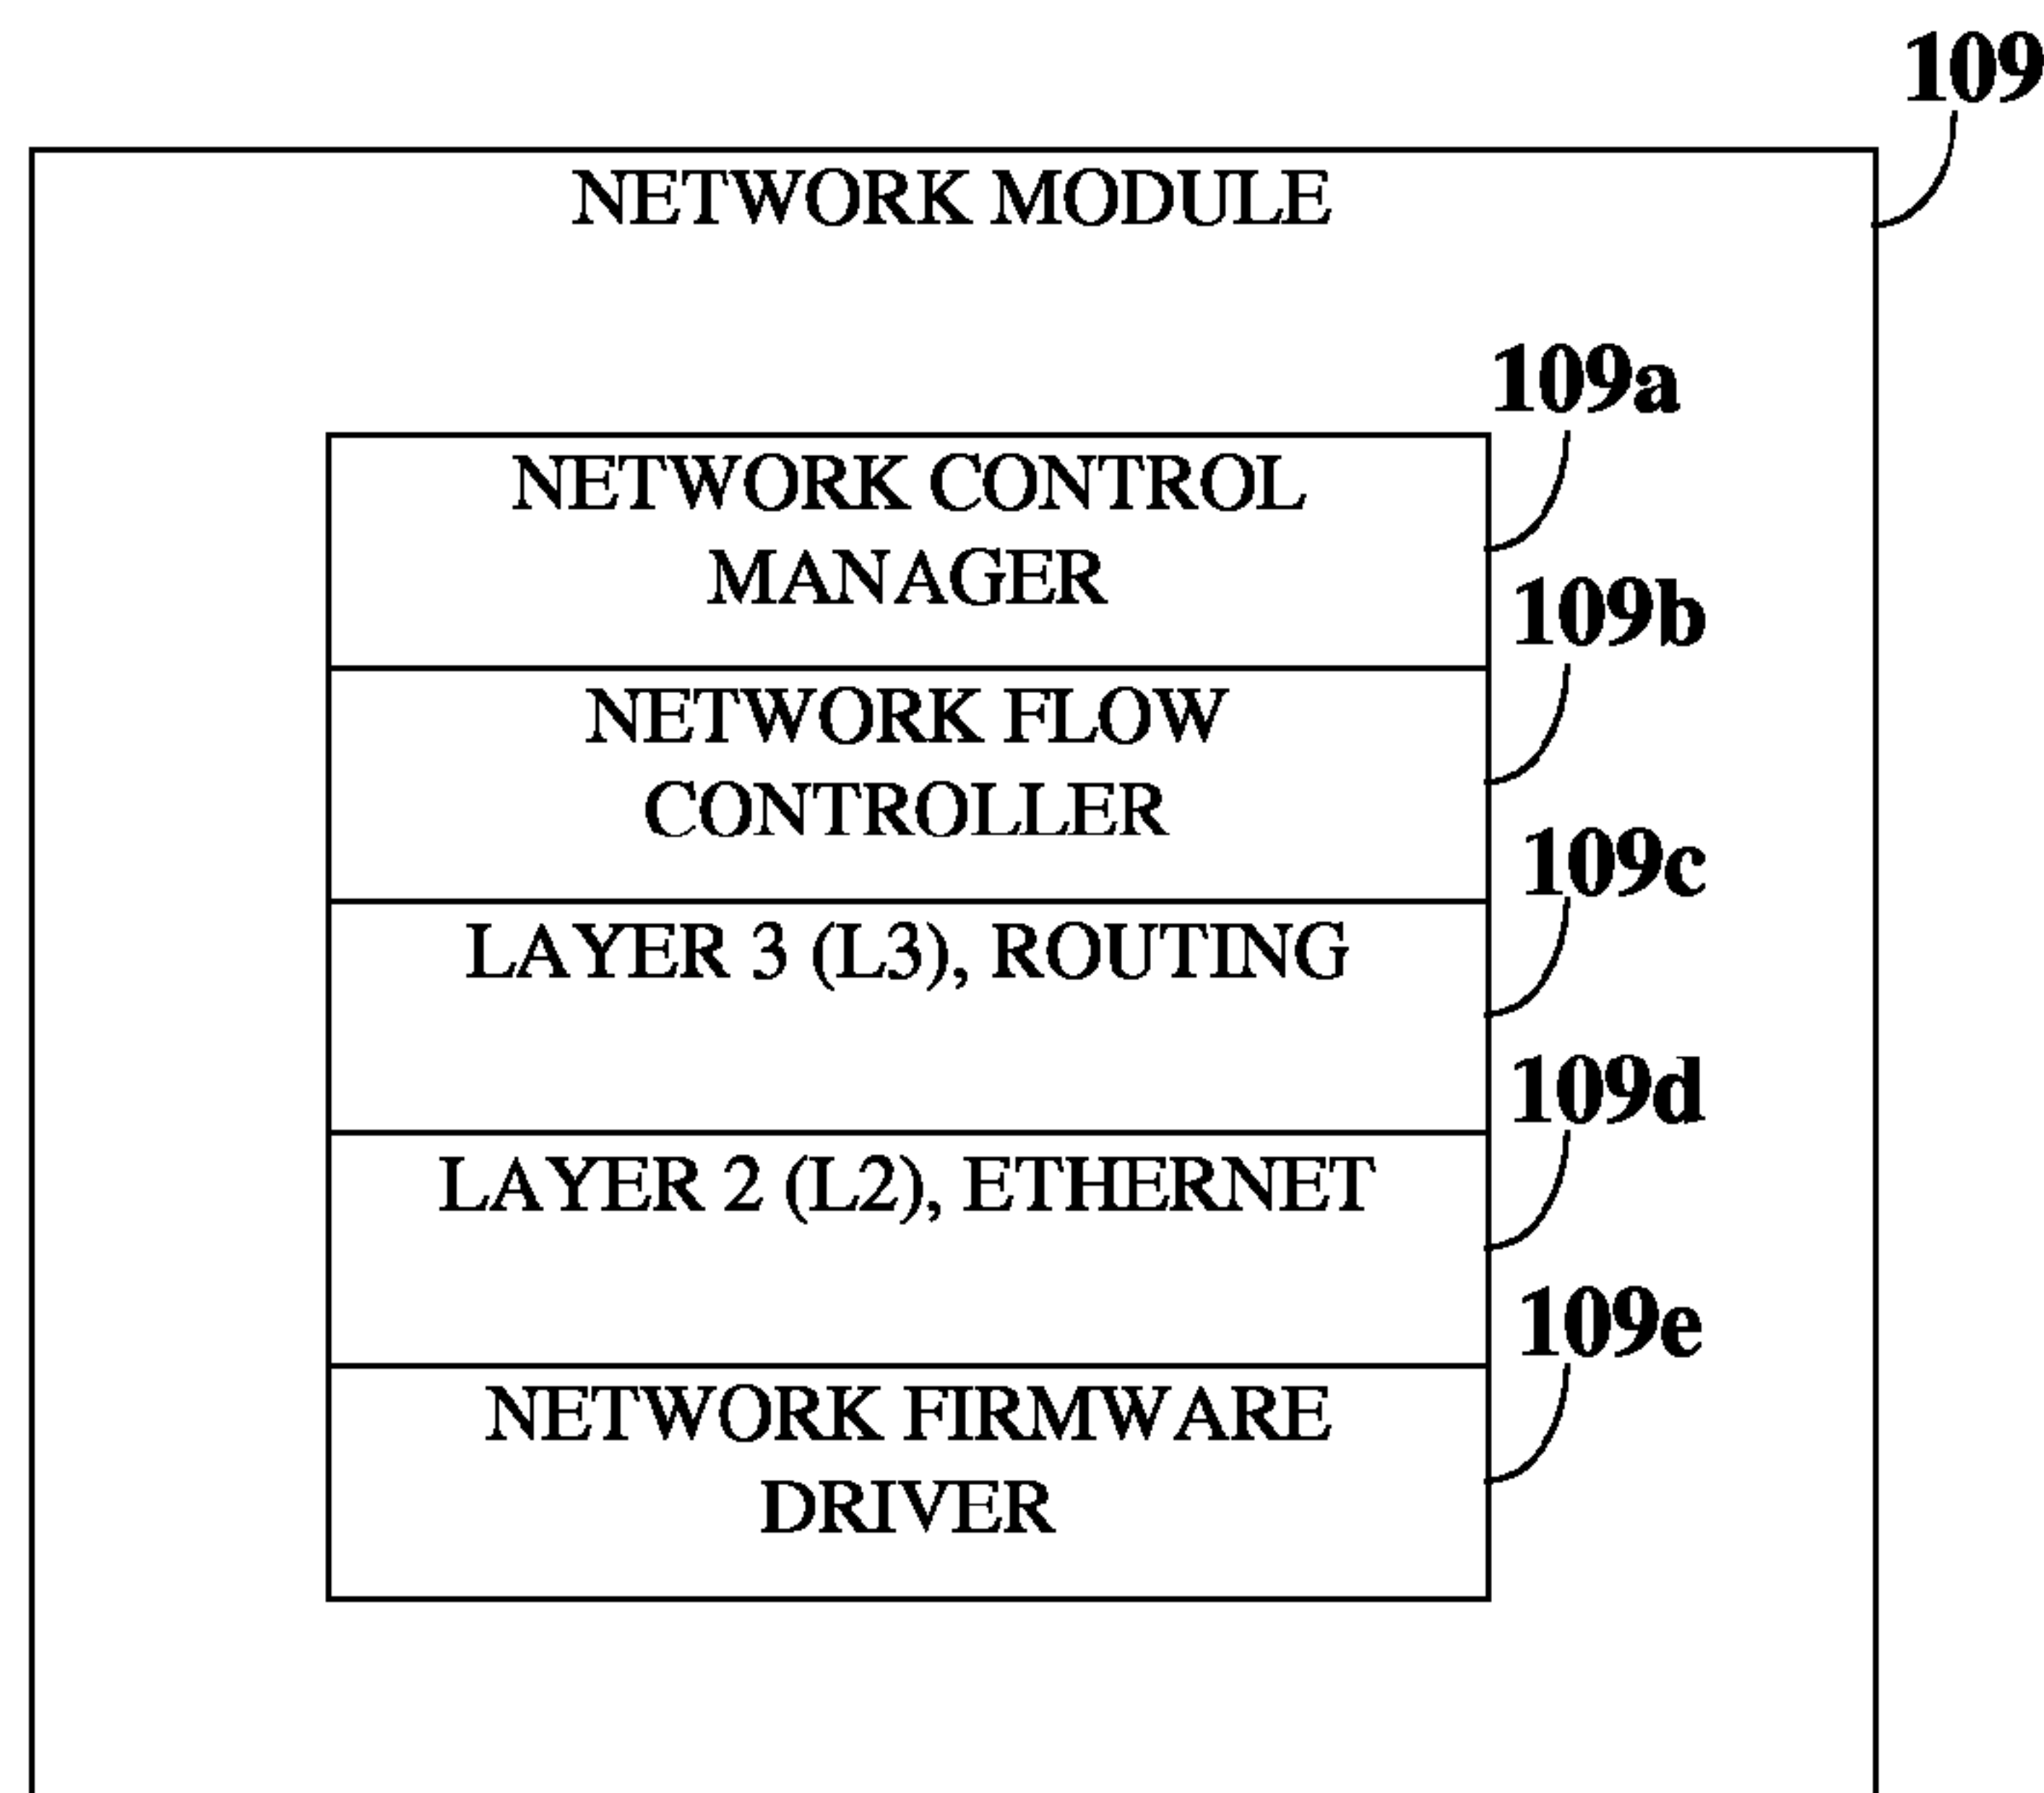 109
NETWORK MODULE
109a
NETWORK CONTROL
MANAGER
109b
NETWORK FLOW
CONTROLLER
109c
LAYER 3 (L3), ROUTING
109d
LAYER 2 (L2), ETHERNET
109e
NETWORK FIRMWARE
DRIVER